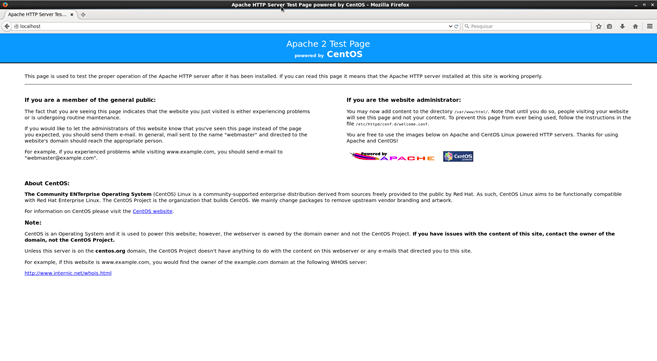 Apache HTTP Server Test Page powered by CentOS - Mozilla Firefox
Apache HTTP Server Tes...
localhost
Pesquisar
Apache 2 Test Page
powered by CentOS
This page is used to test the proper operation of the Apache HTTP server after it has been installed. If you can read this page it means that the Apache HTTP server installed at this site is working properly.
If you are a member of the general public:
The fact that you are seeing this page indicates that the website you just visited is either experiencing problems
or is undergoing routine maintenance.
If you would like to let the administrators of this website know that you've seen this page instead of the page
you expected, you should send them e-mail. In general, mail sent to the name "webmaster" and directed to the
website's domain should reach the appropriate person.
For example, if you experienced problems while visiting www.example.com, you should send e-mail to
"webmaster@example.com".
If you are the website administrator:
You may now add content to the directory /var/www/html/. Note that until you do so, people visiting your website
will see this page and not your content. To prevent this page from ever being used, follow the instructions in the
file /etc/httpd/conf.d/welcome.conf.
You are free to use the images below on Apache and CentOS Linux powered HTTP servers. Thanks for using
Apache and CentOS!
Powered by
APACHE
CentOS
About CentOS:
The Community ENTerprise Operating System (CentOS) Linux is a community-supported enterprise distribution derived from sources freely provided to the public by Red Hat. As such, CentOS Linux aims to be functionally compatible
with Red Hat Enterprise Linux. The CentOS Project is the organization that builds CentOS. We mainly change packages to remove upstream vendor branding and artwork.
For information on CentOS please visit the CentOS website.
Note:
CentOS is an Operating System and it is used to power this website; however, the webserver is owned by the domain owner and not the CentOS Project. If you have issues with the content of this site, contact the owner of the
domain, not the CentOS Project.
Unless this server is on the centos.org domain, the CentOS Project doesn't have anything to do with the content on this webserver or any e-mails that directed you to this site.
For example, if this website is www.example.com, you would find the owner of the example.com domain at the following WHOIS server:
http://www.internic.net/whois.html